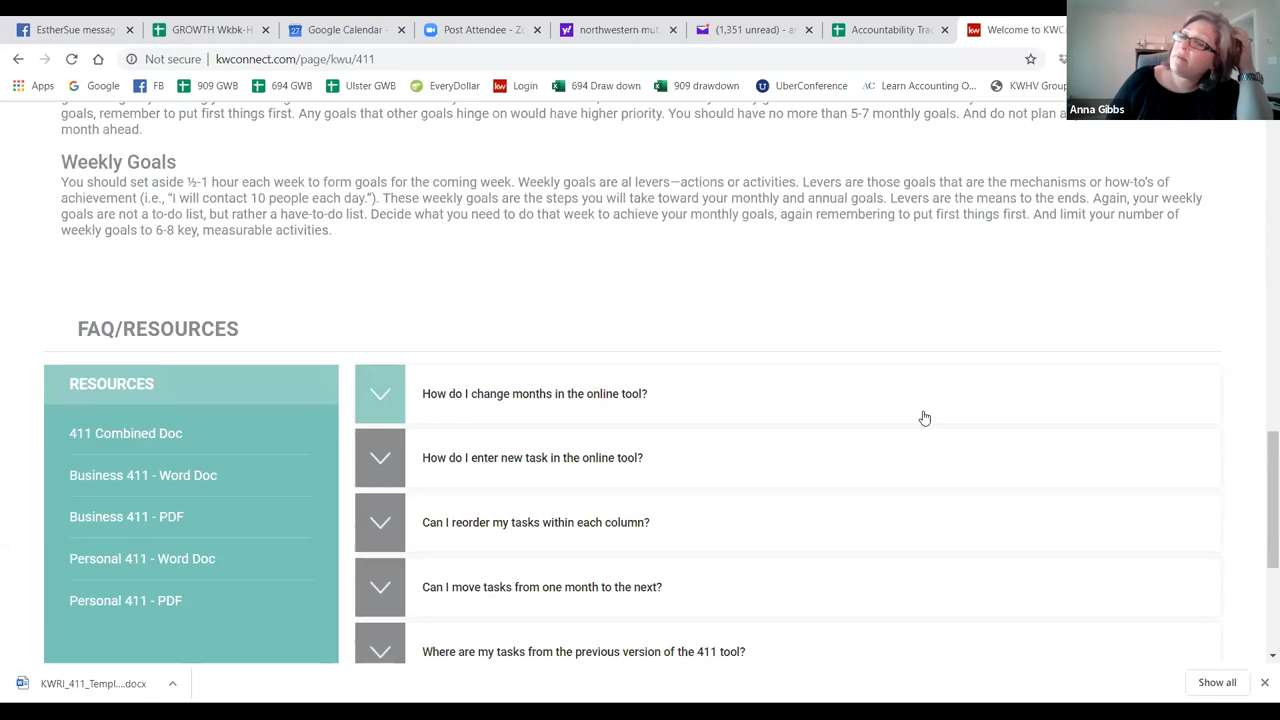 EstherSue messag
GROWTH Wkbk-H
27 Google Calendar
Post Attendee - Zo
northwestern mut
(1,351 unread) - a
Accountability Tra
kw Welcome to KWC
Not secure | kwconnect.com/page/kwu/411
Apps Google FB 909 GWB 694 GWB Ulster GWB EveryDollar kw Login 694 Draw down 909 drawdown UberConference AC Learn Accounting O... KWHV Group
Anna Gibbs
goals, remember to put first things first. Any goals that other goals hinge on would have higher priority. You should have no more than 5-7 monthly goals. And do not plan a
month ahead.
Weekly Goals
You should set aside ½-1 hour each week to form goals for the coming week. Weekly goals are al levers—actions or activities. Levers are those goals that are the mechanisms or how-to's of
achievement (i.e., “I will contact 10 people each day.”). These weekly goals are the steps you will take toward your monthly and annual goals. Levers are the means to the ends. Again, your weekly
goals are not a to-do list, but rather a have-to-do list. Decide what you need to do that week to achieve your monthly goals, again remembering to put first things first. And limit your number of
weekly goals to 6-8 key, measurable activities.
FAQ/RESOURCES
RESOURCES
411 Combined Doc
Business 411 - Word Doc
Business 411 - PDF
Personal 411 - Word Doc
Personal 411 - PDF
How do I change months in the online tool?
How do I enter new task in the online tool?
Can I reorder my tasks within each column?
Can I move tasks from one month to the next?
Where are my tasks from the previous version of the 411 tool?
KWRI_411_Templ....docx
Show all